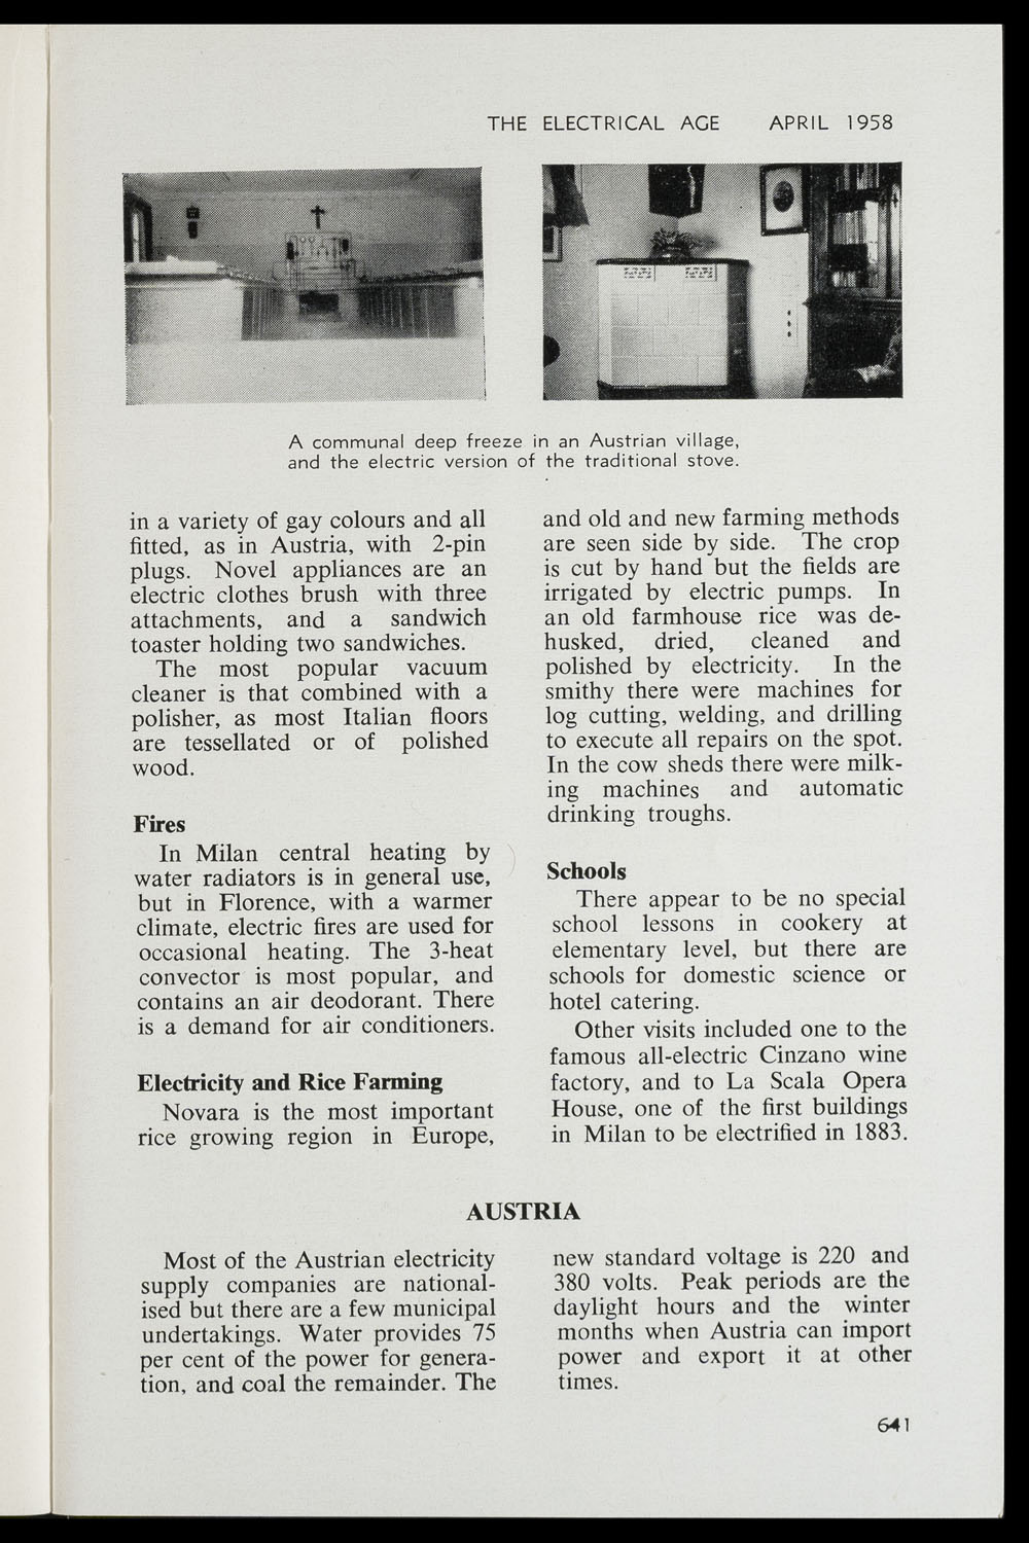 THE ELECTRICAL AGE APRIL 1958
A communal deep freeze in an Austrian village,
and the electric version of the traditional stove.
in a variety of gay colours and all
fitted, as in Austria, with 2-pin
plugs. Novel appliances are an
electric clothes brush with three
attachments, and a sandwich
toaster holding two sandwiches.
The most popular vacuum
cleaner is that combined with a
polisher, as most Italian floors
are tessellated or of polished
wood.
Fires
In Milan central heating by
water radiators is in general use,
but in Florence, with a warmer
climate, electric fires are used for
occasional heating. The 3-heat
convector is most popular, and
contains an air deodorant. There
is a demand for air conditioners.
Electricity and Rice Farming
Novara is the most important
rice growing region in Europe,
and old and new farming methods
are seen side by side. The crop
is cut by hand but the fields are
irrigated by electric pumps. In
an old farmhouse rice was de-
husked, dried, cleaned and
polished by electricity. In the
smithy there were machines for
log cutting, welding, and drilling
to execute all repairs on the spot.
In the cow sheds there were milk-
ing machines and automatic
drinking troughs.
Schools
There appear to be no special
school lessons in cookery at
elementary level, but there are
schools for domestic science or
hotel catering.
Other visits included one to the
famous all-electric Cinzano wine
factory, and to La Scala Opera
House, one of the first buildings
in Milan to be electrified in 1883.
AUSTRIA
Most of the Austrian electricity
supply companies are national-
ised but there are a few municipal
undertakings. Water provides 75
per cent of the power for genera-
tion, and coal the remainder. The
new standard voltage is 220 and
380 volts. Peak periods are the
daylight hours and the winter
months when Austria can import
power and export it at other
times.
641